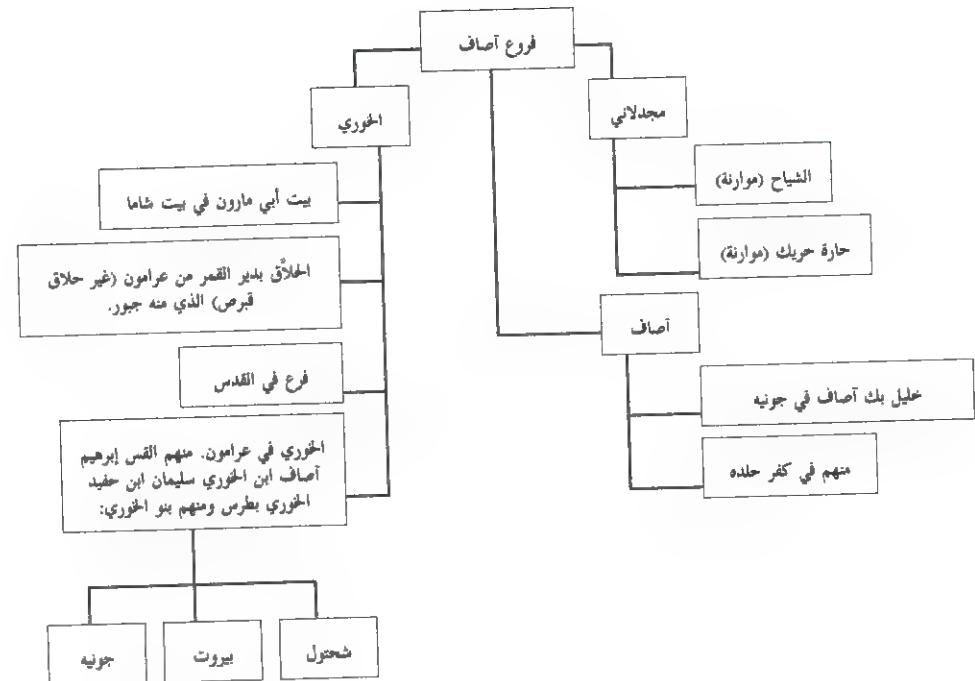 فروع آصاف
مجدلاني
الشياح (موارنة)
حارة حريك (موارنة)
آصاف
خليل بك آصاف في جونيه
منهم في كفر حلده
الخوري
بيت أبي مارون في بيت شاما
الحلاَّق بدير القمر من عرامون (غير حلاق
قبرص) الذي منه جبور.
فرع في القدس
الخوري في عرامون. منهم القس إبرهيم
آصاف ابن الخوري سليمان ابن حفيد
الخوري بطرس ومنهم بنو الخوري:
شحتول
بيروت
جونيه